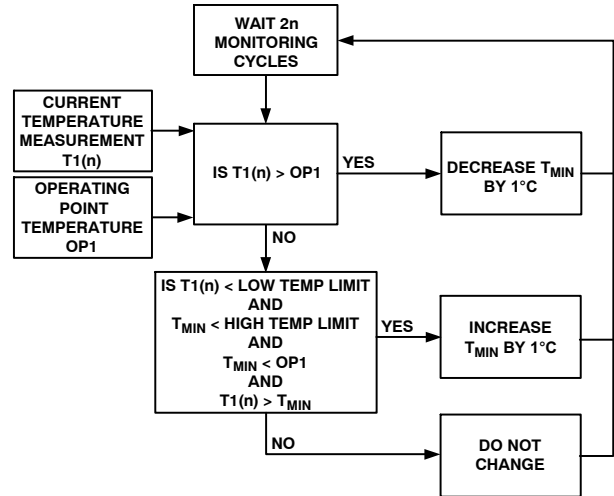 WAIT 2n
MONITORING
CYCLES
CURRENT
TEMPERATURE
MEASUREMENT
T1(n)
OPERATING
POINT
TEMPERATURE
OP1
IS T1(n) > OP1
YES
DECREASE TMIN
BY 1°C
NO
IS T1(n) < LOW TEMP LIMIT
AND
TMIN < HIGH TEMP LIMIT
AND
TMIN < OP1
AND
T1(n) > TMIN
YES
INCREASE
TMIN BY 1°C
NO
DO NOT
CHANGE